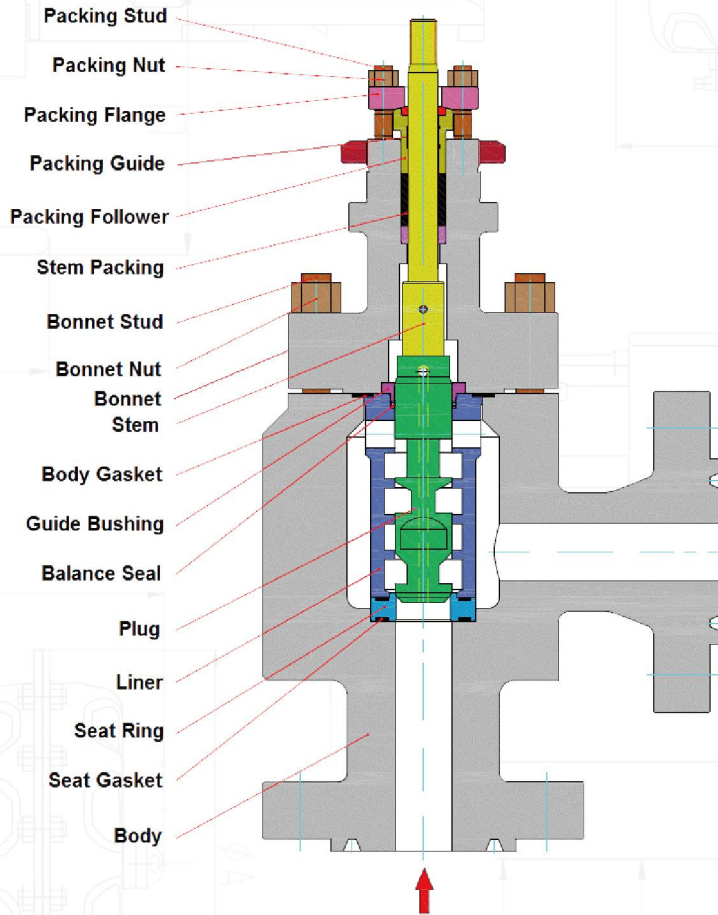 Packing Stud
Packing Nut
Packing Flange
Packing Guide
Packing Follower
Stem Packing
Bonnet Stud
Bonnet Nut
Bonnet
Stem
Body Gasket
Guide Bushing
Balance Seal
Plug
Liner
Seat Ring
Seat Gasket
Body